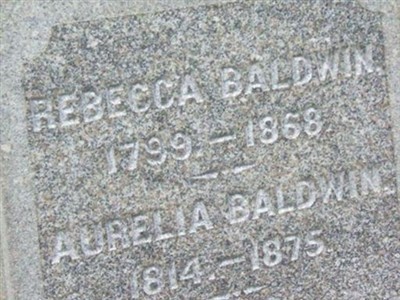 REBECCA BALDWIN.
1799.—1868
AURELIA BALDWIN.
1814.—1875